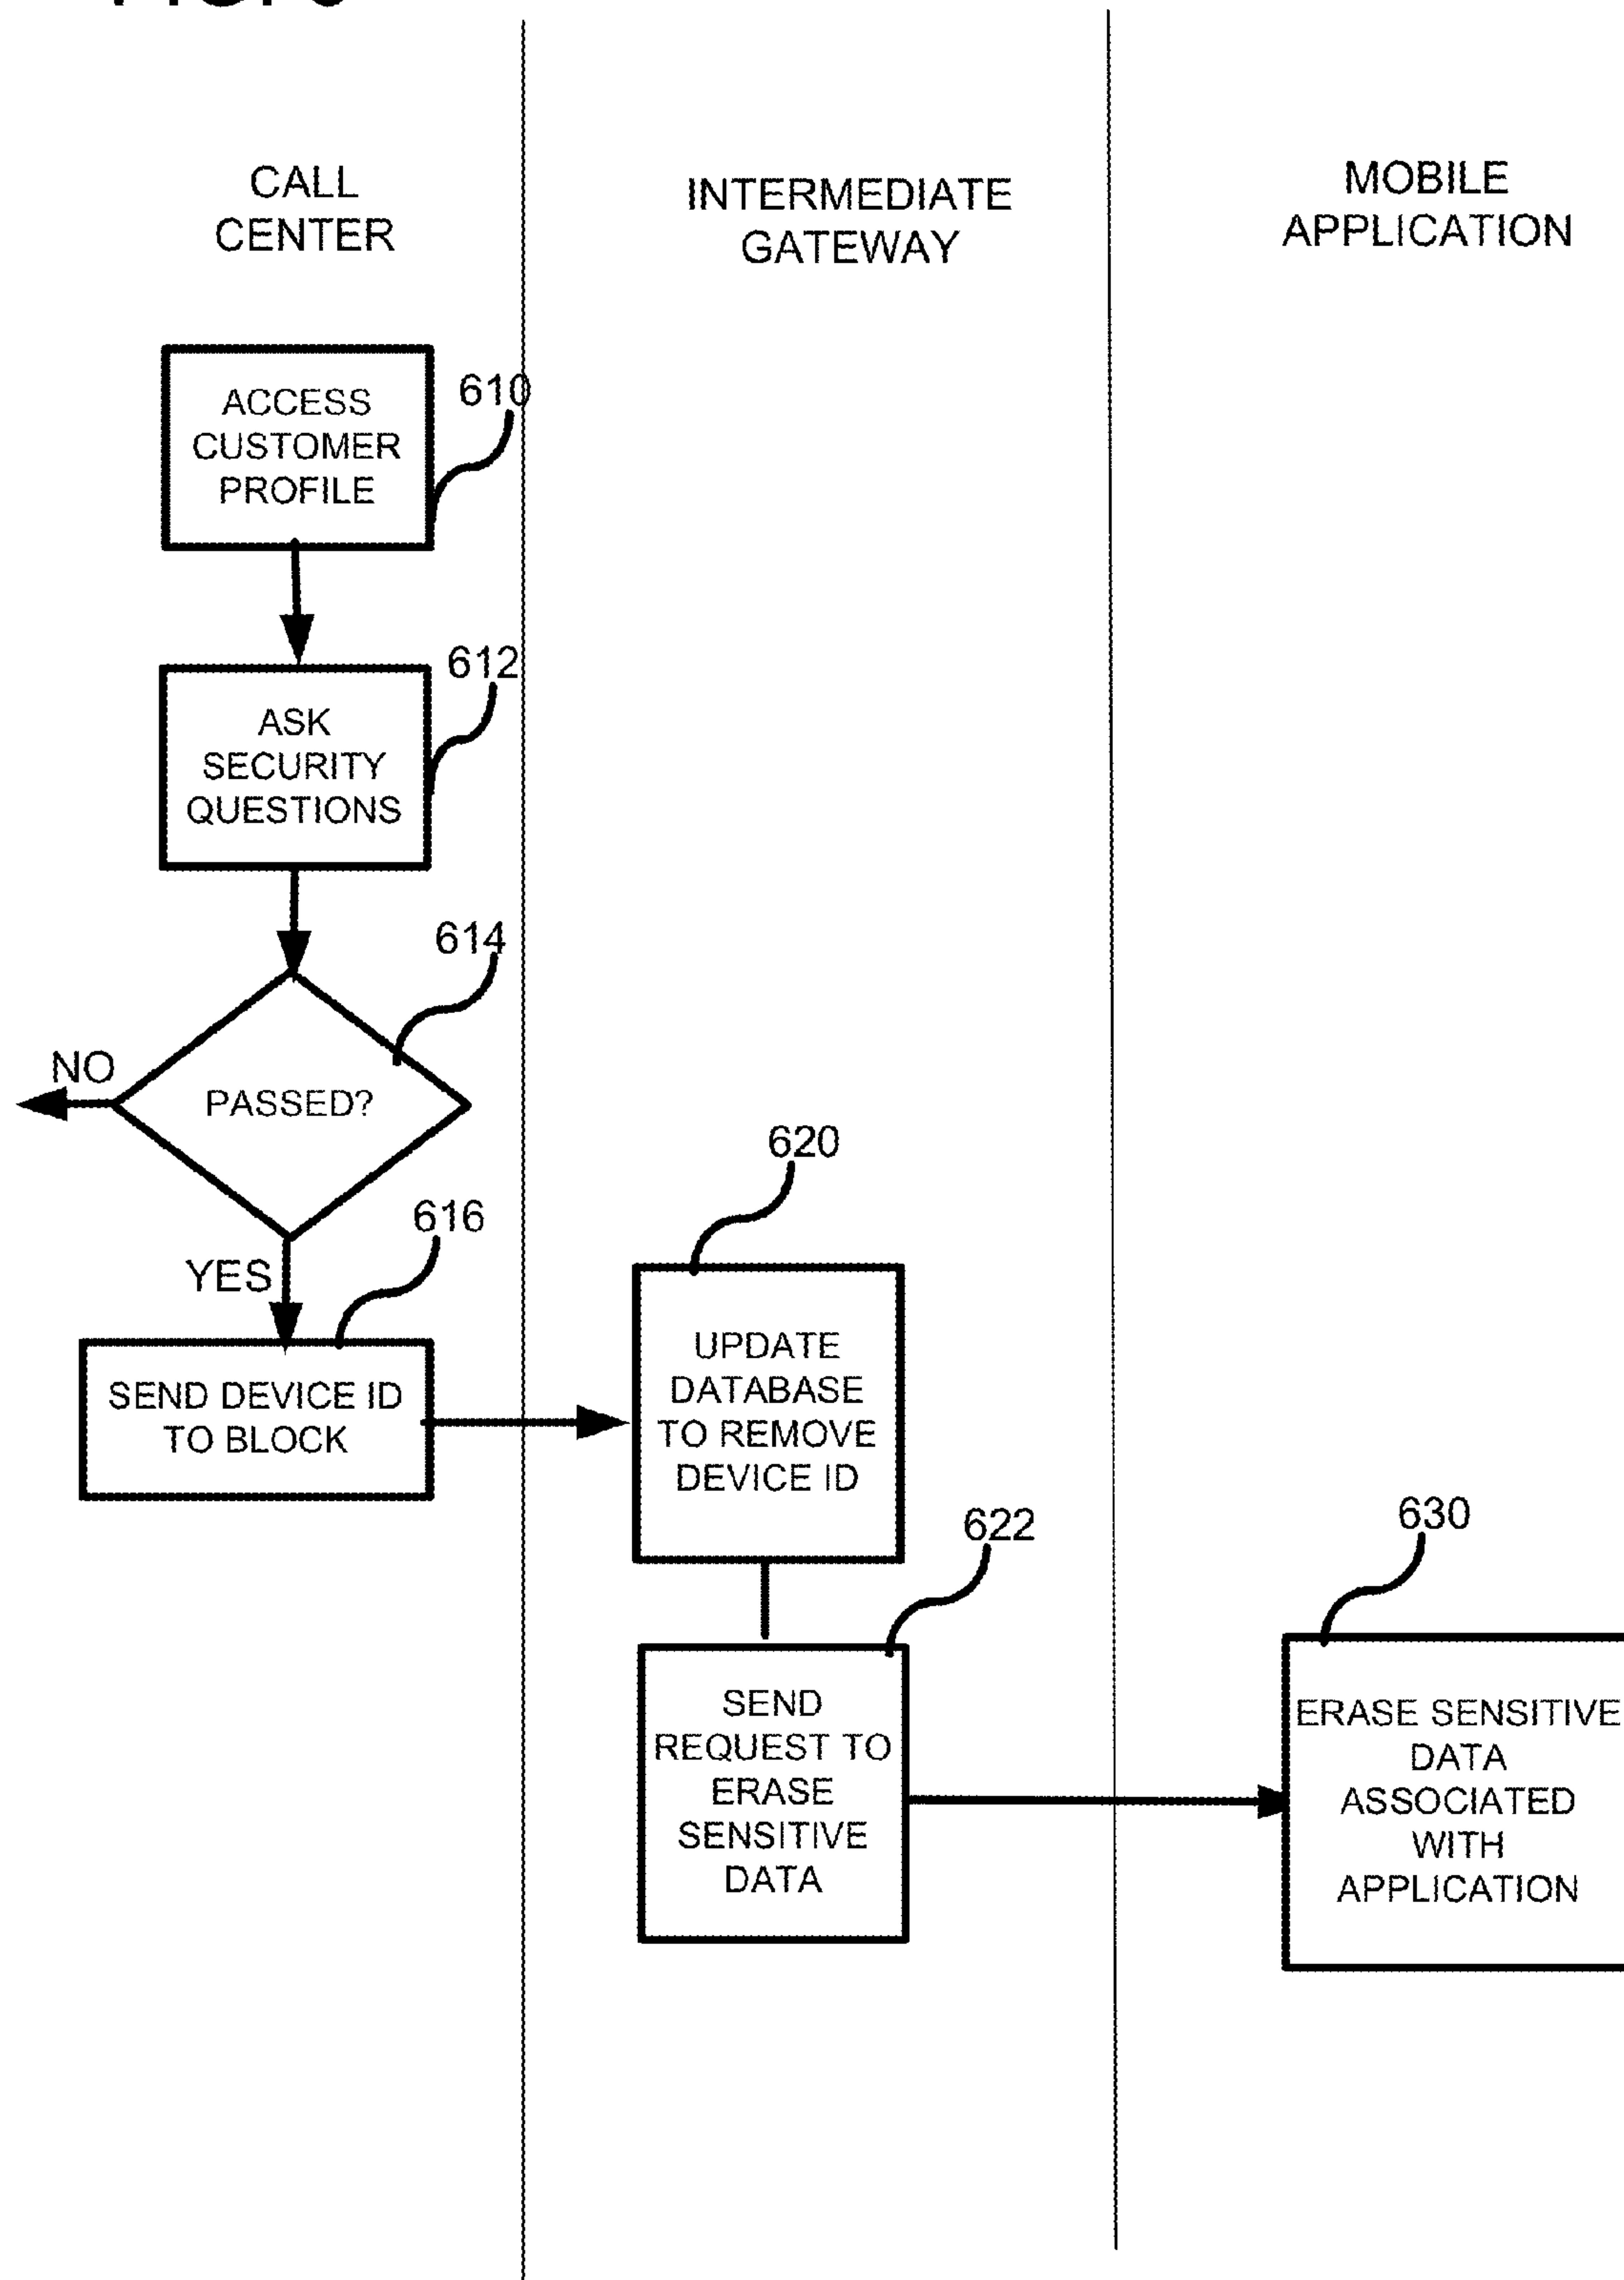 CALL
CENTER
INTERMEDIATE
GATEWAY
MOBILE
APPLICATION
ACCESS
CUSTOMER
PROFILE
610
ASK
SECURITY
QUESTIONS
612
614
PASSED?
NO
YES
616
SEND DEVICE ID
TO BLOCK
620
UPDATE
DATABASE
TO REMOVE
DEVICE ID
622
SEND
REQUEST TO
ERASE
SENSITIVE
DATA
630
ERASE SENSITIVE
DATA
ASSOCIATED
WITH
APPLICATION